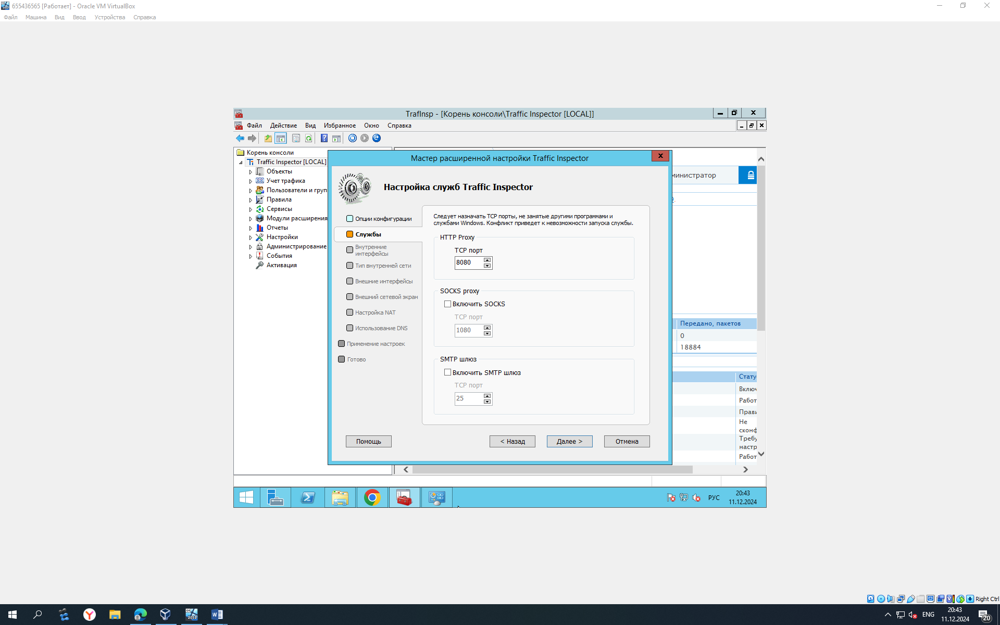 655436565 [Работает] - Oracle VM VirtualBox
Файл Машина Вид Ввод Устройства Справка
TrafInsp - [Корень консоли\Traffic Inspector [LOCAL]]
Файл Действие Вид Избранное Окно Справка
Корень консоли
Traffic Inspector [LOCAL]
Объекты
Учет трафика
Пользователи и груп
Правила
Сервисы
Модули расширения
Отчеты
Настройки
Администрирование
События
Активация
Мастер расширенной настройки Traffic Inspector
Настройка служб Traffic Inspector
Опции конфигурации
Службы
Внутренние
интерфейсы
Тип внутренней сети
Внешние интерфейсы
Внешний сетевой экран
Настройка NAT
Использование DNS
Применение настроек
Готово
Следует назначать TCP порты, не занятые другими программами и
службами Windows. Конфликт приведет к невозможности запуска службы.
HTTP Proxy
TCP порт
8080
SOCKS proxy
Включить SOCKS
TCP порт
1080
SMTP шлюз
Включить SMTP шлюз
TCP порт
25
Помощь < Назад Далее > Отмена
министратор
Передано, пакетов
0
18884
Стату
Включ
Работ
Прави
Не
сконф
Требу
настр
Работ
РУС
20:43
11.12.2024
Right Ctrl
ENG
20:43
11.12.2024
20